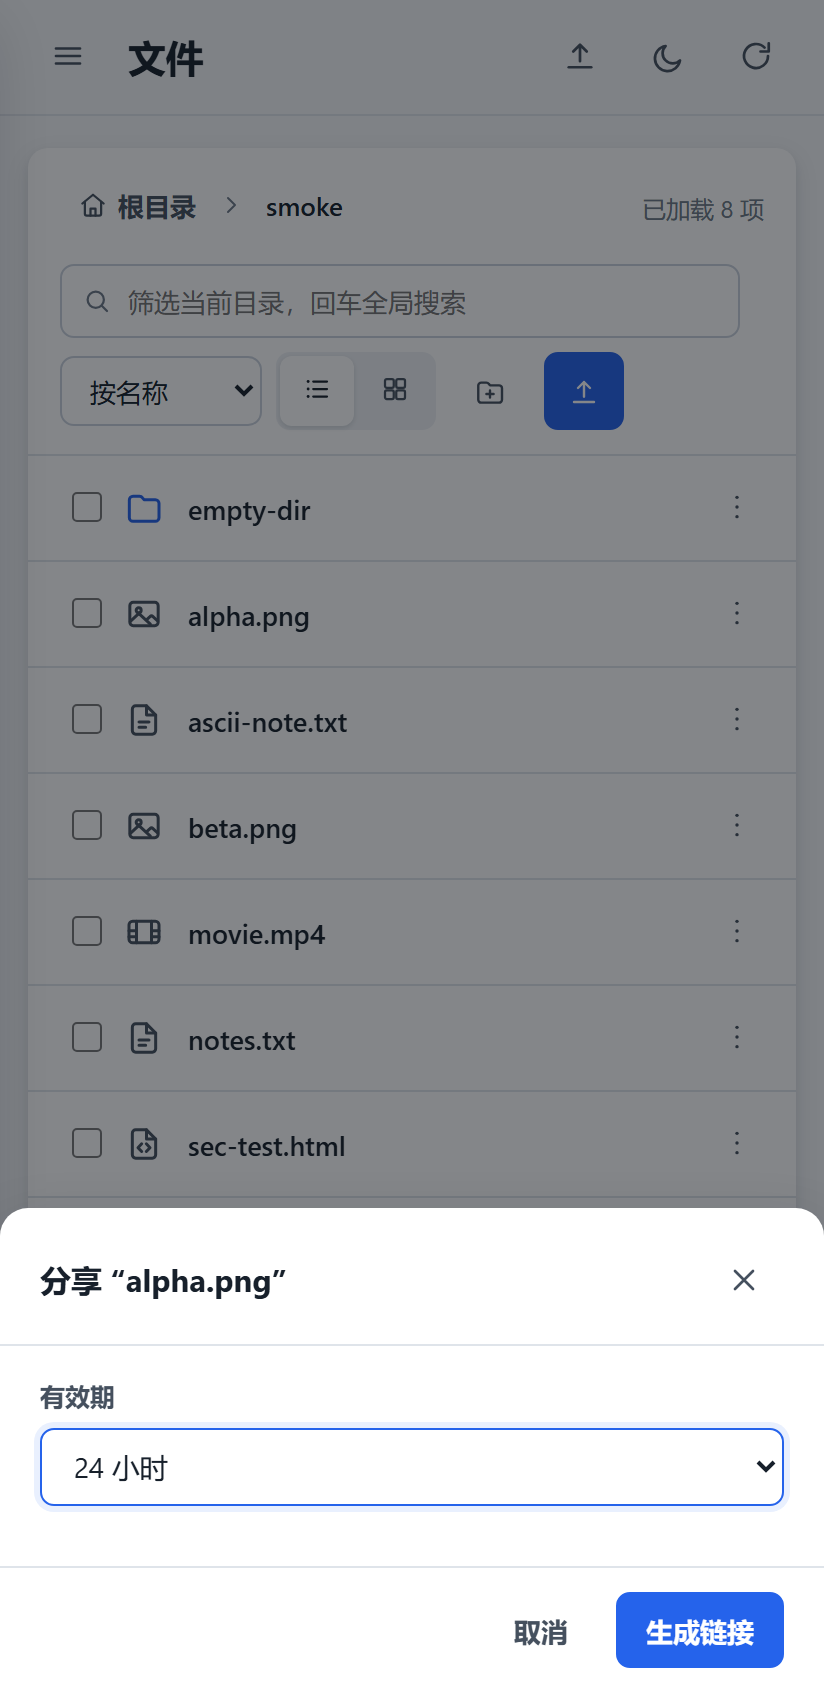 文件
根目录 > smoke
已加载 8 项
筛选当前目录，回车全局搜索
按名称
empty-dir
alpha.png
ascii-note.txt
beta.png
movie.mp4
notes.txt
sec-test.html
分享 “alpha.png”
有效期
24 小时
取消
生成链接